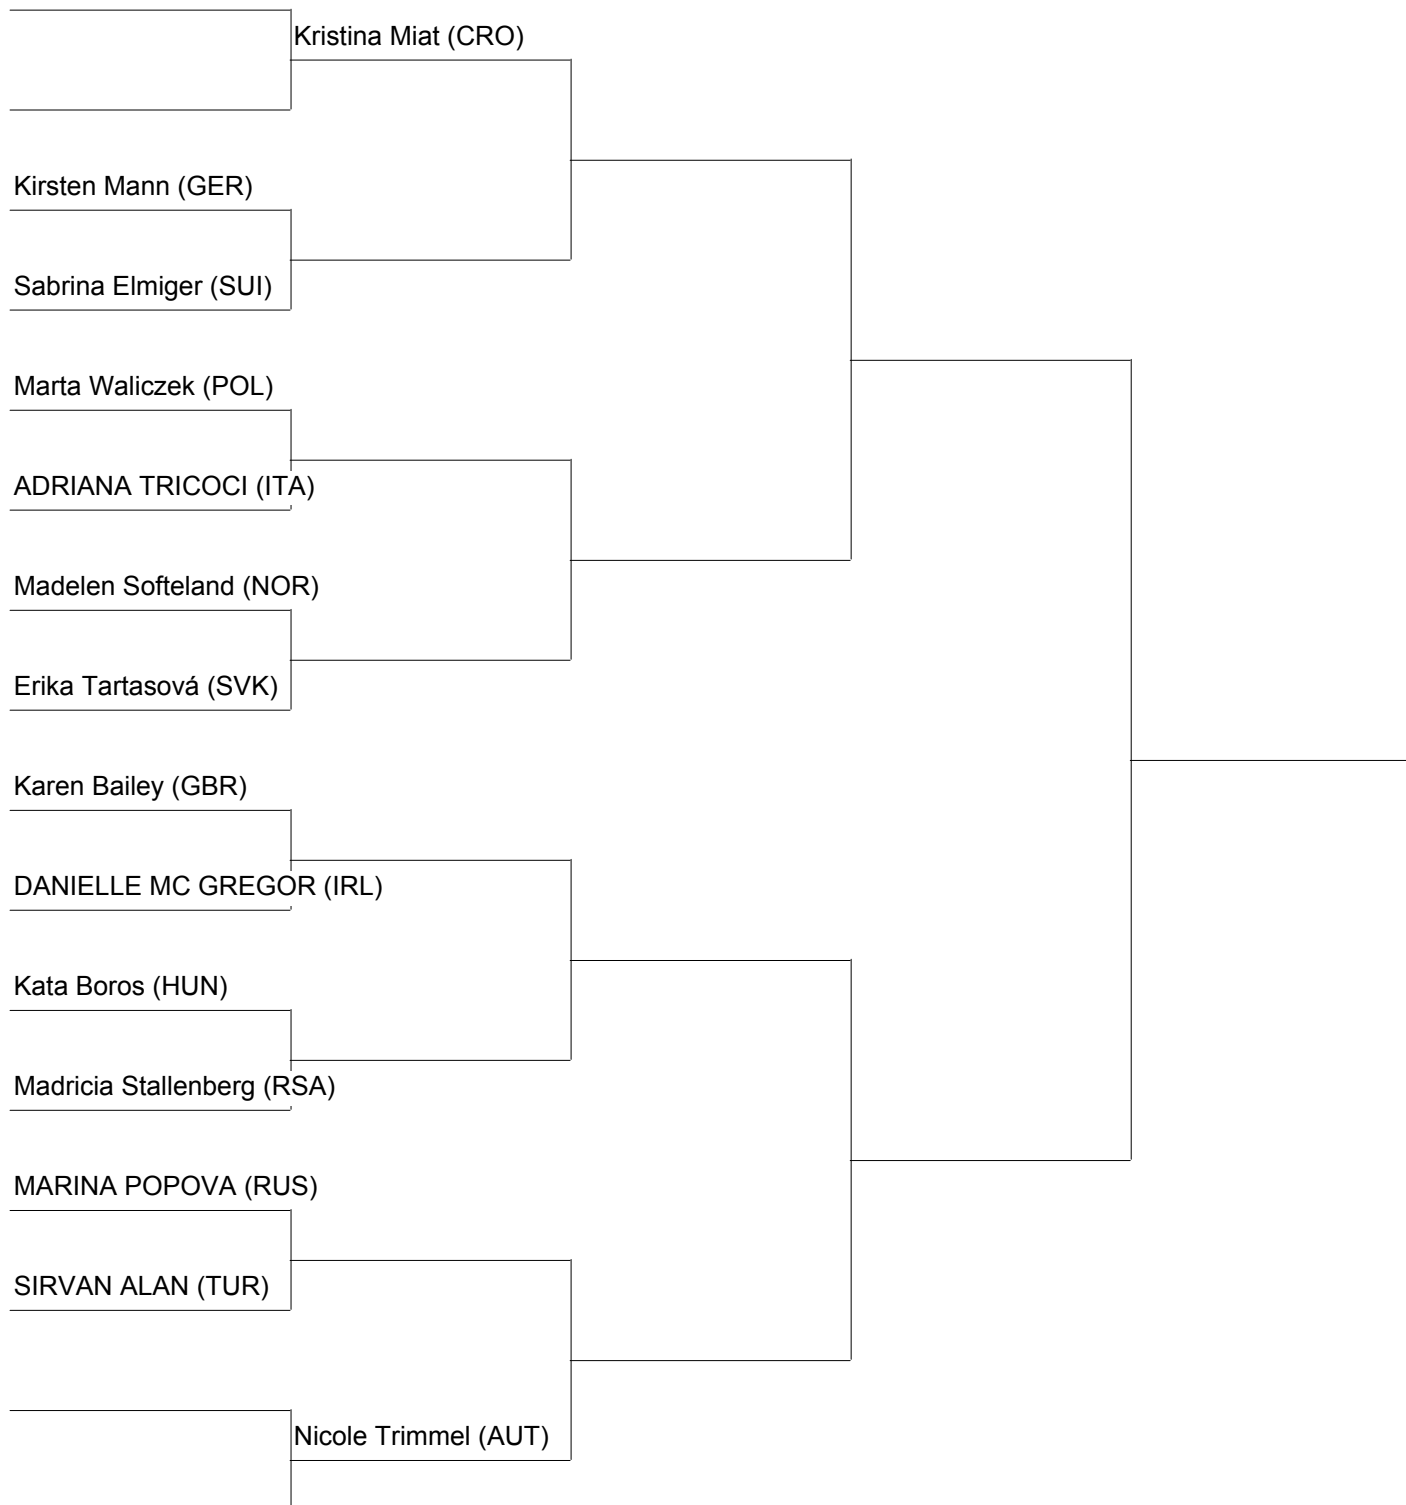 Kristina Miat (CRO)
Kirsten Mann (GER)
Sabrina Elmiger (SUI)
Marta Waliczek (POL)
ADRIANA TRICOCI (ITA)
Madelen Softeland (NOR)
Erika Tartasová (SVK)
Karen Bailey (GBR)
DANIELLE MC GREGOR (IRL)
Kata Boros (HUN)
Madricia Stallenberg (RSA)
MARINA POPOVA (RUS)
SIRVAN ALAN (TUR)
Nicole Trimmel (AUT)